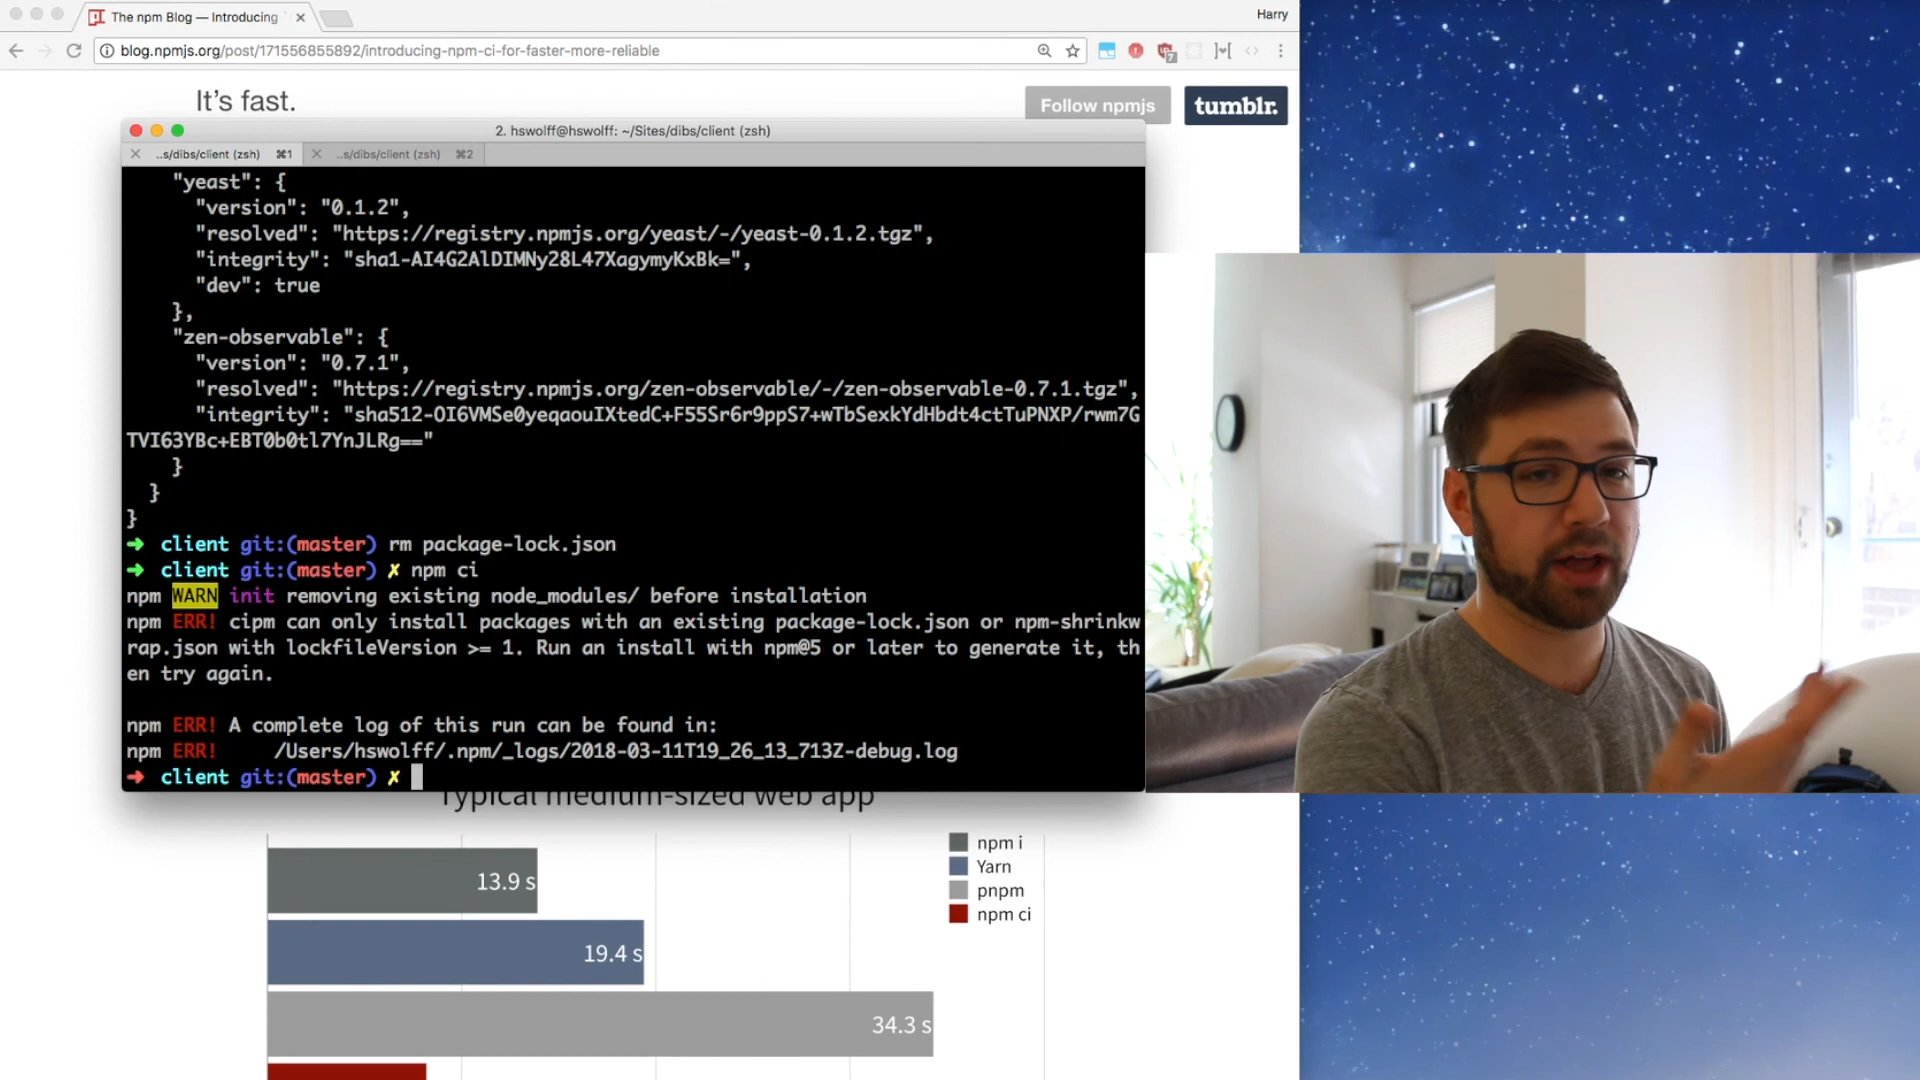 The npm Blog — Introducing
Harry
blog.npmjs.org/post/171556855892/introducing-npm-ci-for-faster-more-reliable
7
It's fast.
Follow npmjs
tumblr.
2. hswolff@hswolff: ~/Sites/dibs/client (zsh)
..s/dibs/client (zsh) ⌘1
..s/dibs/client (zsh) ⌘2
"yeast": {
"version": "0.1.2",
"resolved": "https://registry.npmjs.org/yeast/-/yeast-0.1.2.tgz",
"integrity": "sha1-AI4G2AlDIMNy28L47XagymyKxBk=",
"dev": true
},
"zen-observable": {
"version": "0.7.1",
"resolved": "https://registry.npmjs.org/zen-observable/-/zen-observable-0.7.1.tgz",
"integrity": "sha512-OI6VMSe0yeqaouIXtedC+F55Sr6r9ppS7+wTbSexkYdHbdt4ctTuPNXP/rwm7G
TVI63YBc+EBT0b0tl7YnJLRg=="
}
}
}
➜ client git:(master) rm package-lock.json
➜ client git:(master) ✗ npm ci
npm WARN init removing existing node_modules/ before installation
npm ERR! cipm can only install packages with an existing package-lock.json or npm-shrinkw
rap.json with lockfileVersion >= 1. Run an install with npm@5 or later to generate it, th
en try again.
npm ERR! A complete log of this run can be found in:
npm ERR! /Users/hswolff/.npm/_logs/2018-03-11T19_26_13_713Z-debug.log
➜ client git:(master) ✗
Typical medium-sized web app
npm i
Yarn
pnpm
npm ci
13.9 s
19.4 s
34.3 s